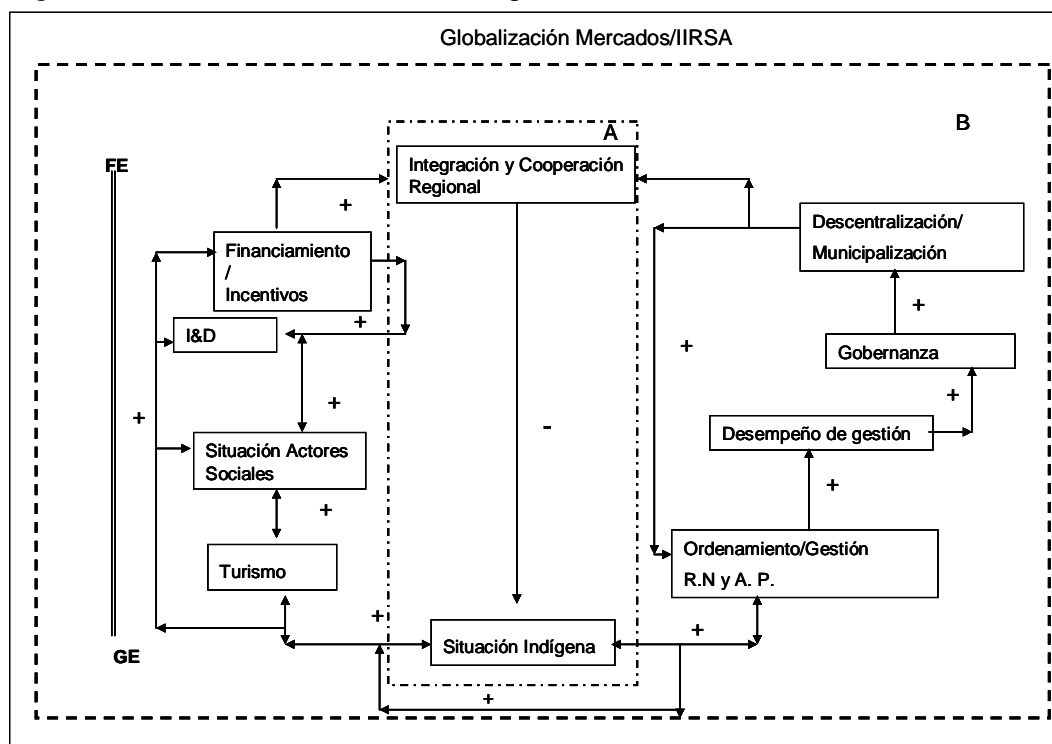 Globalización Mercados/IIRSA
A
B
FE
Integración y Cooperación
Regional
+
Descentralización/
Municipalización
Financiamiento
/
Incentivos
+
+
I&D
Gobernanza
+
+
+
+
-
Desempeño de gestión
Situación Actores
Sociales
+
+
Ordenamiento/Gestión
R.N y A. P.
Turismo
+
+
GE
Situación Indígena
+